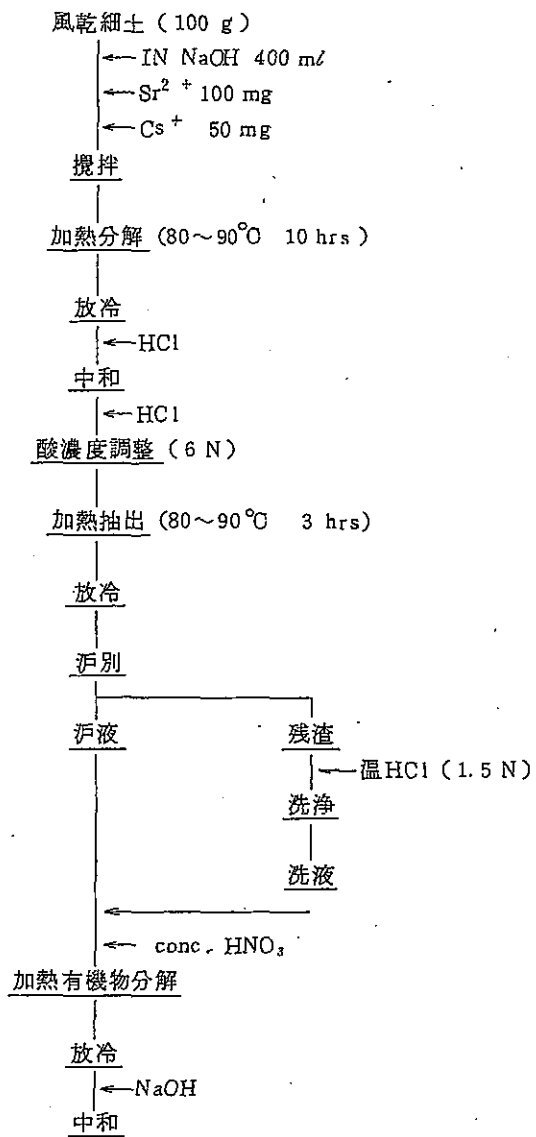 風乾細土(100 g)
IN NaOH 400 ml
Sr²⁺ 100 mg
Cs⁺ 50 mg
攪拌
加熱分解(80~90℃ 10 hrs)
放冷
HCl
中和
HCl
酸濃度調整(6 N)
加熱抽出(80~90℃ 3 hrs)
放冷
沪別
沪液 残渣
温HCl(1.5 N)
洗浄
洗液
conc. HNO₃
加熱有機物分解
放冷
NaOH
中和